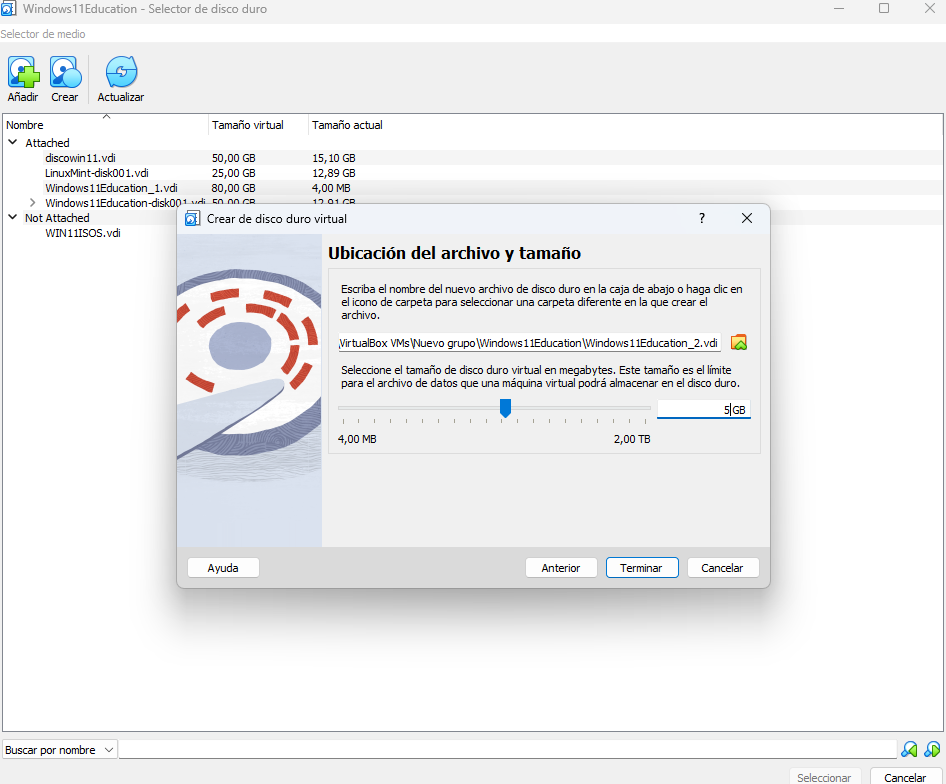 Windows11Education - Selector de disco duro
Selector de medio
Añadir Crear Actualizar
Nombre Tamaño virtual Tamaño actual
Attached
discowin11.vdi 50,00 GB 15,10 GB
LinuxMint-disk001.vdi 25,00 GB 12,89 GB
Windows11Education_1.vdi 80,00 GB 4,00 MB
Windows11Education-disk001.vdi 50,00 GB 12,91 GB
Not Attached
WIN11ISOS.vdi
Crear de disco duro virtual ?
Ubicación del archivo y tamaño
Escriba el nombre del nuevo archivo de disco duro en la caja de abajo o haga clic en
el icono de carpeta para seleccionar una carpeta diferente en la que crear el
archivo.
\VirtualBox VMs\Nuevo grupo\Windows11Education\Windows11Education_2.vdi
Seleccione el tamaño de disco duro virtual en megabytes. Este tamaño es el límite
para el archivo de datos que una máquina virtual podrá almacenar en el disco duro.
5 GB
4,00 MB 2,00 TB
Ayuda Anterior Terminar Cancelar
Buscar por nombre
Seleccionar Cancelar